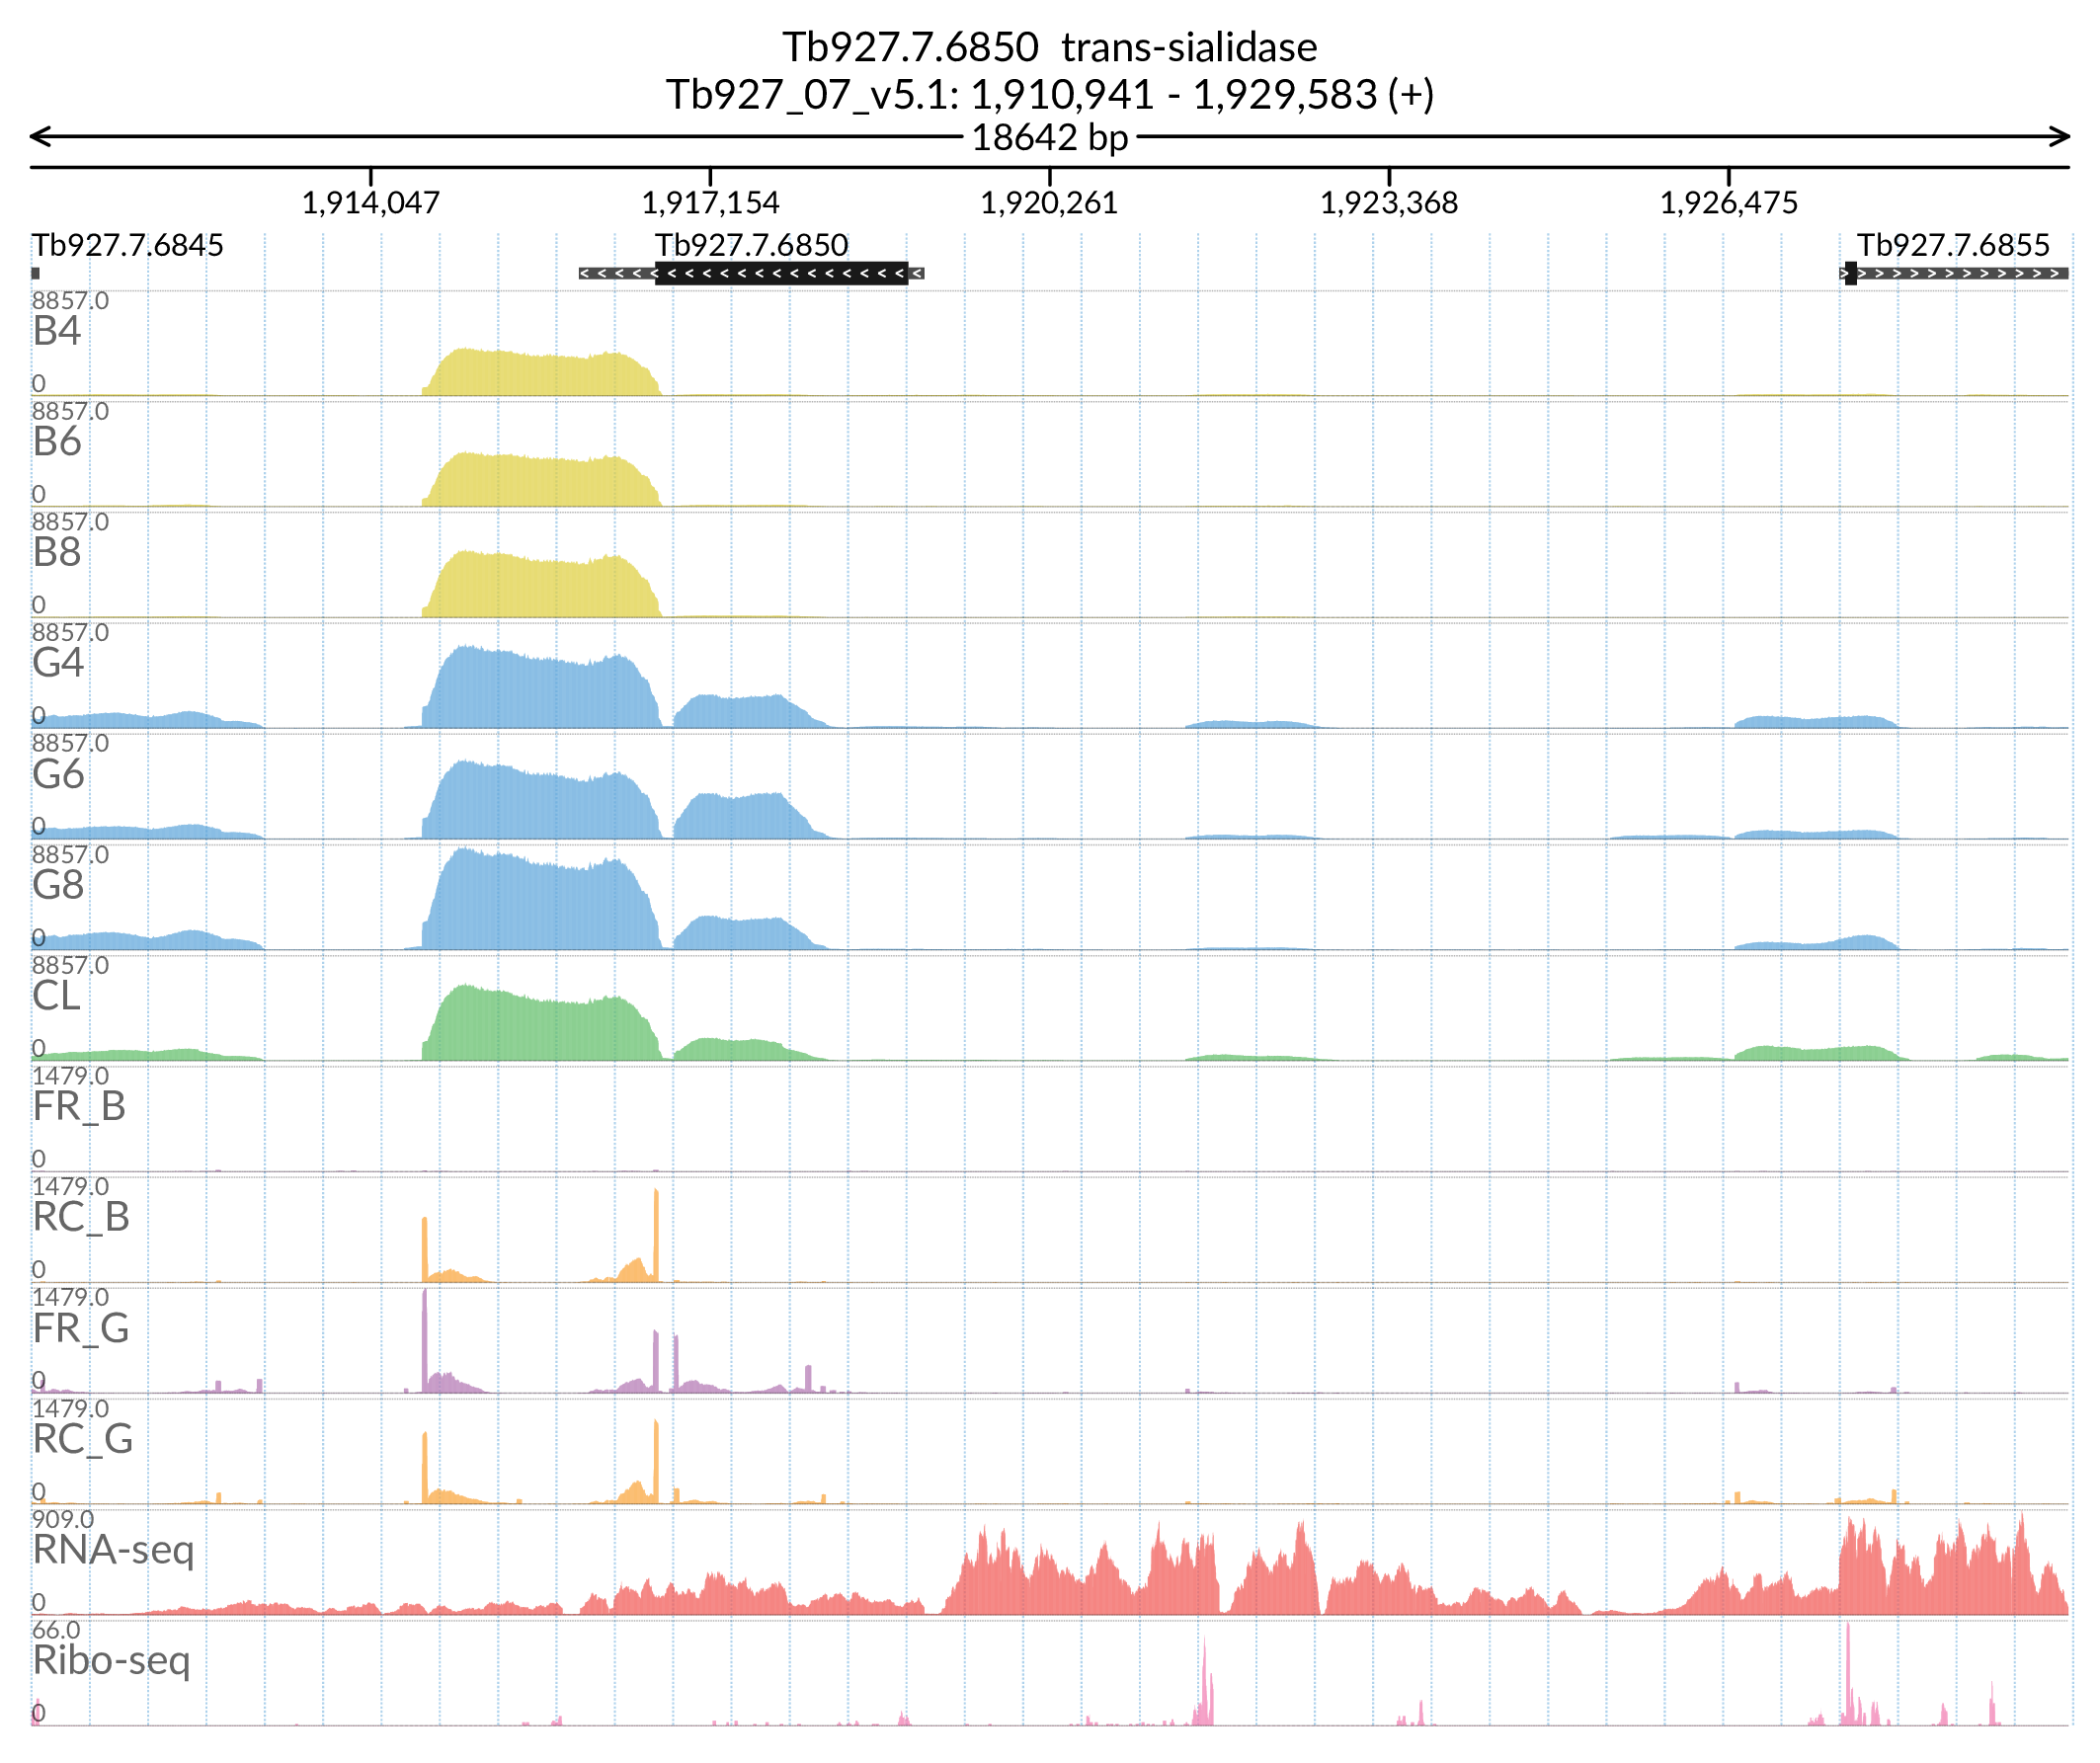 Tb927.7.6850  trans-sialidase
Tb927_07_v5.1: 1,910,941 - 1,929,583 (+)
18642 bp
1,914,047 1,917,154 1,920,261 1,923,368 1,926,475
Tb927.7.6845 Tb927.7.6850 Tb927.7.6855
8857.0
B4
0
8857.0
B6
0
8857.0
B8
0
8857.0
G4
0
8857.0
G6
0
8857.0
G8
0
8857.0
CL
0
1479.0
FR_B
0
1479.0
RC_B
0
1479.0
FR_G
0
1479.0
RC_G
0
909.0
RNA-seq
0
66.0
Ribo-seq
0